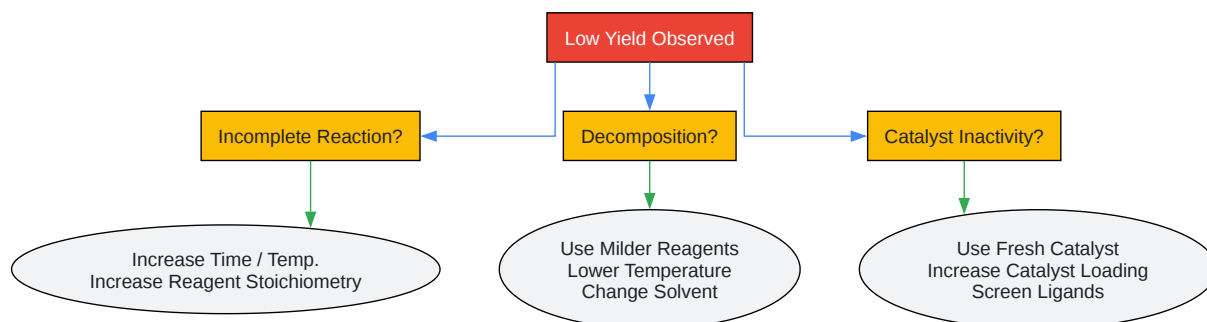 Low Yield Observed
Incomplete Reaction?
Decomposition?
Catalyst Inactivity?
Increase Time / Temp.
Increase Reagent Stoichiometry
Use Milder Reagents
Lower Temperature
Change Solvent
Use Fresh Catalyst
Increase Catalyst Loading
Screen Ligands